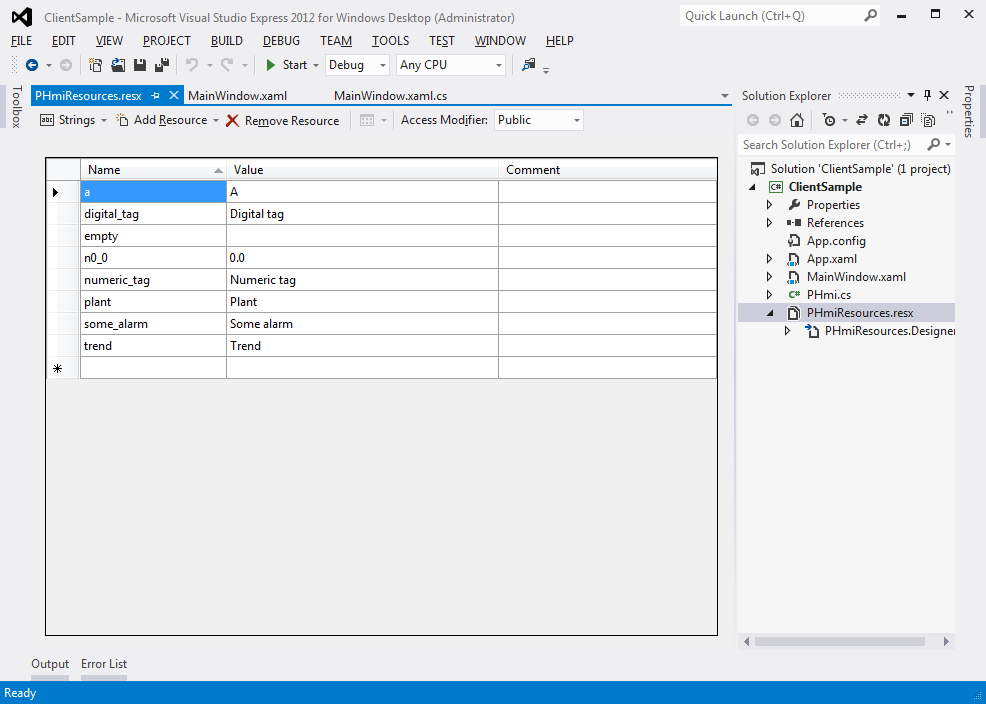 ClientSample - Microsoft Visual Studio Express 2012 for Windows Desktop (Administrator)
Quick Launch (Ctrl+Q)
FILE EDIT VIEW PROJECT BUILD DEBUG TEAM TOOLS TEST WINDOW HELP
Start Debug Any CPU
Toolbox
PHmiResources.resx MainWindow.xaml MainWindow.xaml.cs
Strings Add Resource Remove Resource Access Modifier: Public
Name Value Comment
a A
digital_tag Digital tag
empty
n0_0 0.0
numeric_tag Numeric tag
plant Plant
some_alarm Some alarm
trend Trend
Solution Explorer
Search Solution Explorer (Ctrl+;)
Solution 'ClientSample' (1 project)
C# ClientSample
Properties
References
App.config
App.xaml
MainWindow.xaml
C# PHmi.cs
PHmiResources.resx
PHmiResources.Designer
Properties
Output Error List
Ready